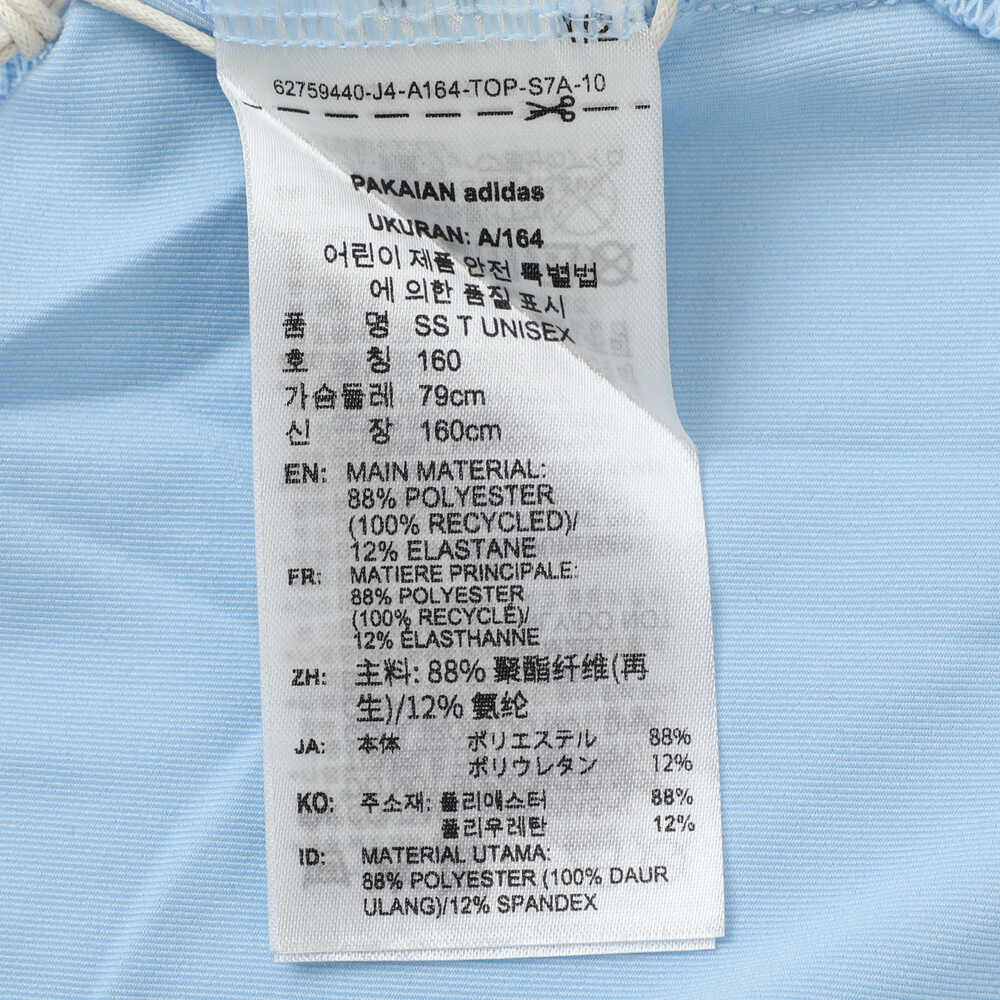 62759440-J4-A164-TOP-S7A-10
PAKAIAN adidas
UKURAN: A/164
어린이 제품 안전 특별법
에 의한 품질 표시
품 명 SS T UNISEX
호 칭 160
가슴둘레 79cm
신 장 160cm
EN: MAIN MATERIAL:
88% POLYESTER
(100% RECYCLED)/
12% ELASTANE
FR: MATIERE PRINCIPALE:
88% POLYESTER
(100% RECYCLÉ)/
12% ÉLASTHANNE
ZH: 主料: 88% 聚酯纤维(再
生)/12% 氨纶
JA: 本体 ポリエステル 88%
ポリウレタン 12%
KO: 주소재: 폴리에스터 88%
폴리우레탄 12%
ID: MATERIAL UTAMA:
88% POLYESTER (100% DAUR
ULANG)/12% SPANDEX